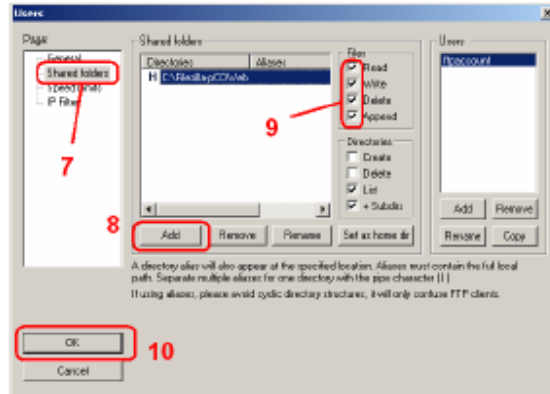 Users
Page:
General
Shared folders
Speed Limits
IP Filter
7
Shared folders
Directories
Aliases
H
8
Add
Remove
Rename
Set as home dir
Files
Read
Write
Delete
Append
9
Directories
Create
Delete
List
+ Subdirs
Users
ftpaccount
Add
Remove
Rename
Copy
A directory alias will also appear at the specified location. Aliases must contain the full local
path. Separate multiple aliases for one directory with the pipe character (|)
If using aliases, please avoid cyclic directory structures, it will only confuse FTP clients.
OK
10
Cancel